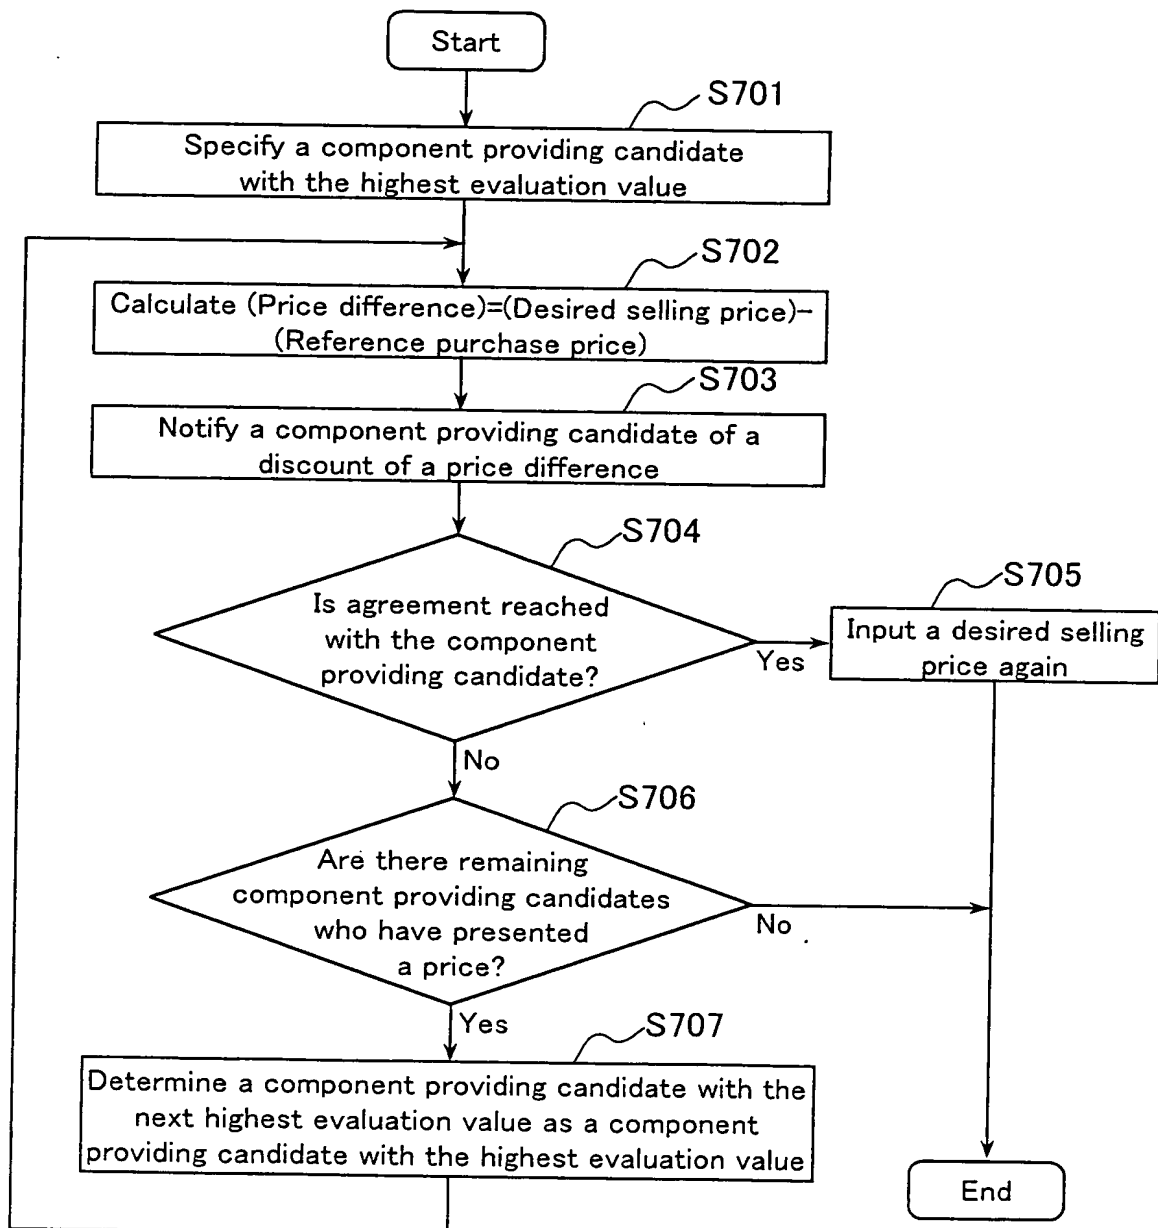 Start
S701
Specify a component providing candidate
with the highest evaluation value
S702
Calculate (Price difference)=(Desired selling price)-
(Reference purchase price)
S703
Notify a component providing candidate of a
discount of a price difference
S704
Is agreement reached
with the component
providing candidate?
Yes
S705
Input a desired selling
price again
No
S706
Are there remaining
component providing candidates
who have presented
a price?
No
Yes
S707
Determine a component providing candidate with the
next highest evaluation value as a component
providing candidate with the highest evaluation value
End